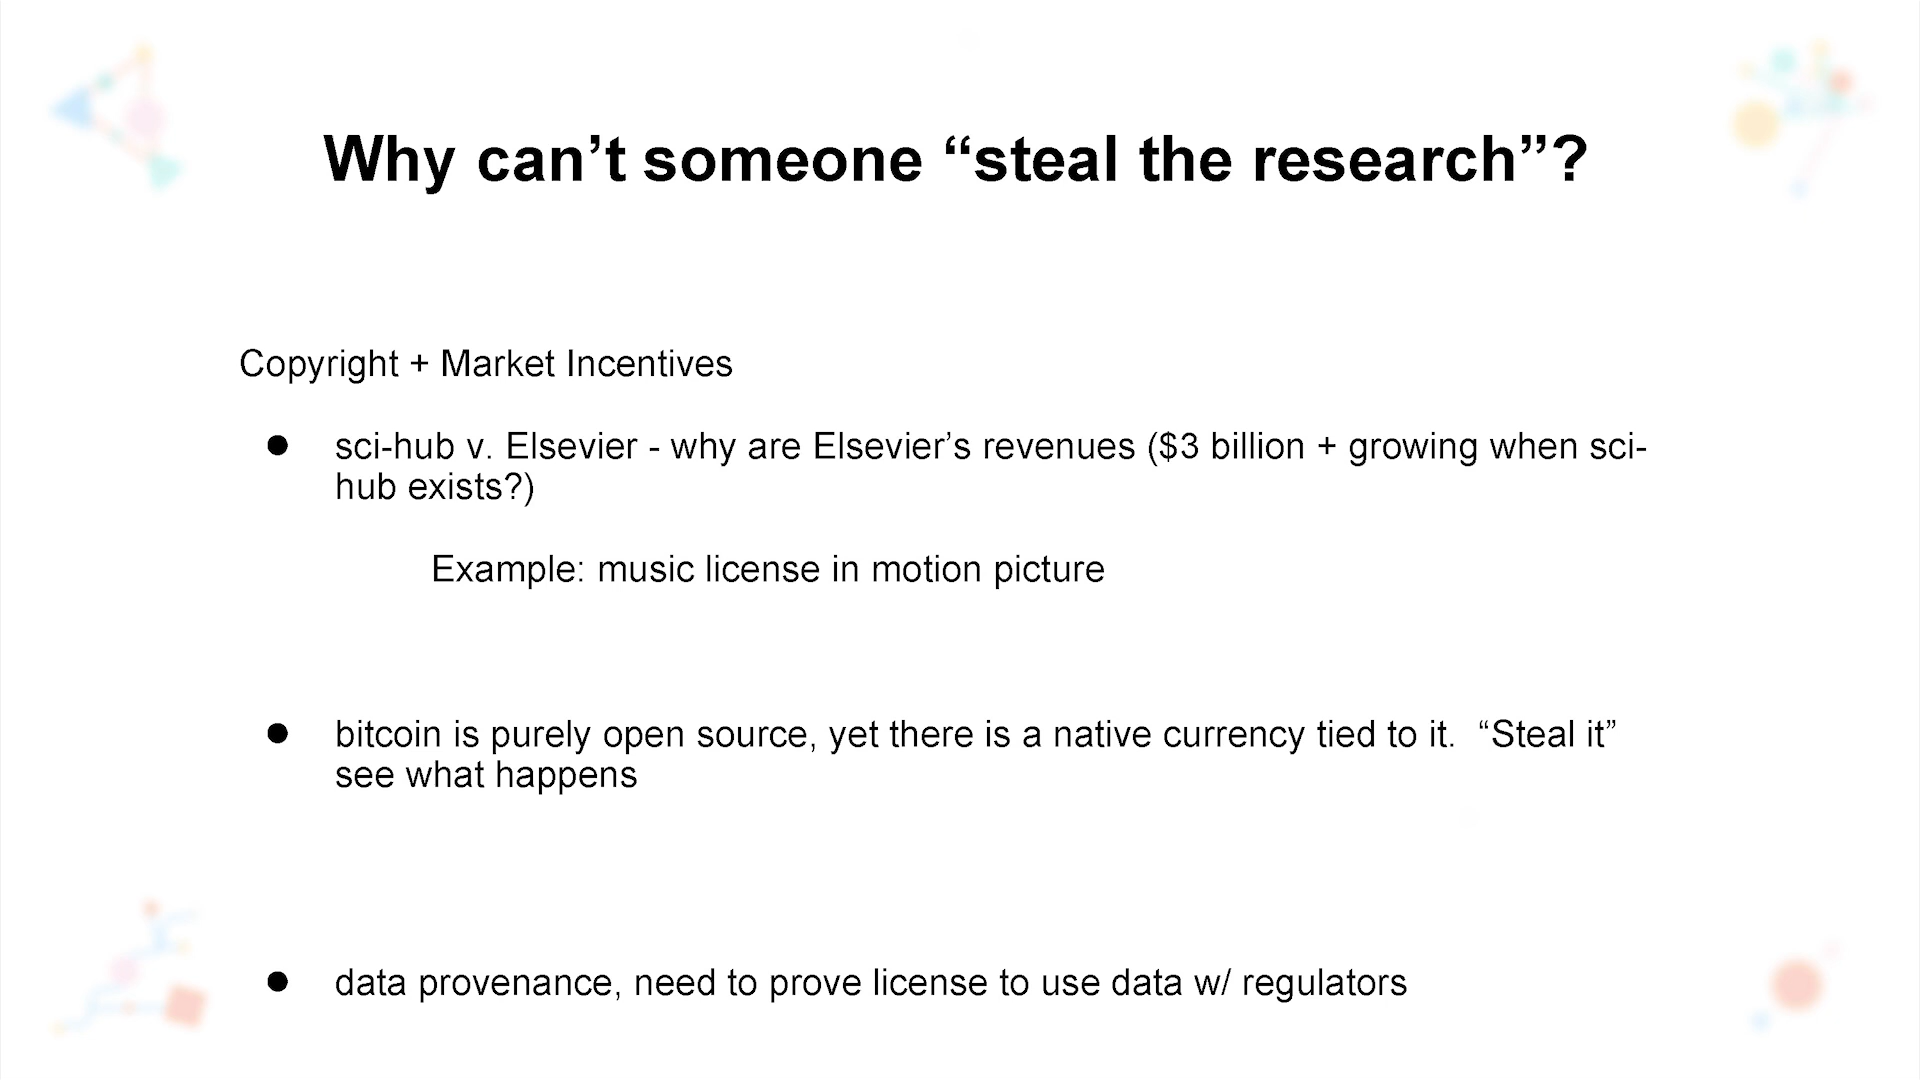 Why can’t someone “steal the research”?
Copyright + Market Incentives
● sci-hub v. Elsevier - why are Elsevier’s revenues ($3 billion + growing when sci-
hub exists?)
Example: music license in motion picture
● bitcoin is purely open source, yet there is a native currency tied to it.  “Steal it”
see what happens
● data provenance, need to prove license to use data w/ regulators